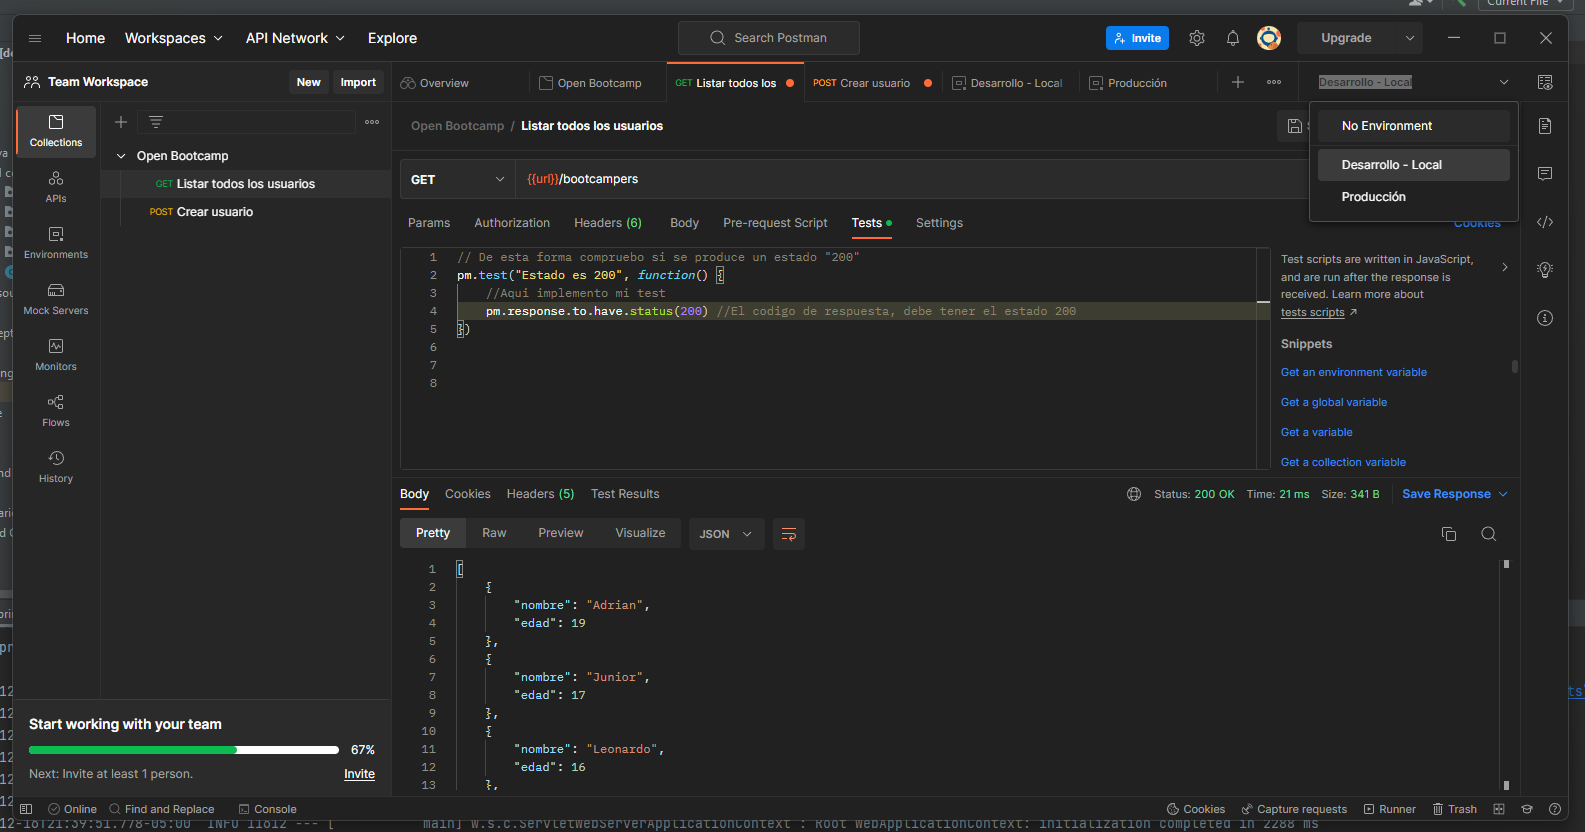 Current File
Home
Workspaces
API Network
Explore
Search Postman
Invite
Upgrade
Team Workspace
New
Import
Overview
Open Bootcamp
GET Listar todos los
POST Crear usuario
Desarrollo - Local
Producción
Desarrollo - Local
No Environment
Desarrollo - Local
Producción
Collections
APIs
Environments
Mock Servers
Monitors
Flows
History
Open Bootcamp
GET Listar todos los usuarios
POST Crear usuario
Open Bootcamp / Listar todos los usuarios
GET
{{url}}/bootcampers
Params
Authorization
Headers (6)
Body
Pre-request Script
Tests
Settings
Cookies
1 // De esta forma compruebo si se produce un estado "200"
2 pm.test("Estado es 200", function() {
3 //Aqui implemento mi test
4 pm.response.to.have.status(200) //El codigo de respuesta, debe tener el estado 200
5 })
6
7
8
Test scripts are written in JavaScript,
and are run after the response is
received. Learn more about
tests scripts
Snippets
Get an environment variable
Get a global variable
Get a variable
Get a collection variable
Body
Cookies
Headers (5)
Test Results
Status: 200 OK
Time: 21 ms
Size: 341 B
Save Response
Pretty
Raw
Preview
Visualize
JSON
1 [
2 {
3 "nombre": "Adrian",
4 "edad": 19
5 },
6 {
7 "nombre": "Junior",
8 "edad": 17
9 },
10 {
11 "nombre": "Leonardo",
12 "edad": 16
13 },
Start working with your team
67%
Next: Invite at least 1 person.
Invite
Online
Find and Replace
Console
Cookies
Capture requests
Runner
Trash
12-16T21:39:51.778-05:00 INFO 11612 --- [ main] w.s.c.ServletWebServerApplicationContext : Root WebApplicationContext: initialization completed in 2288 ms